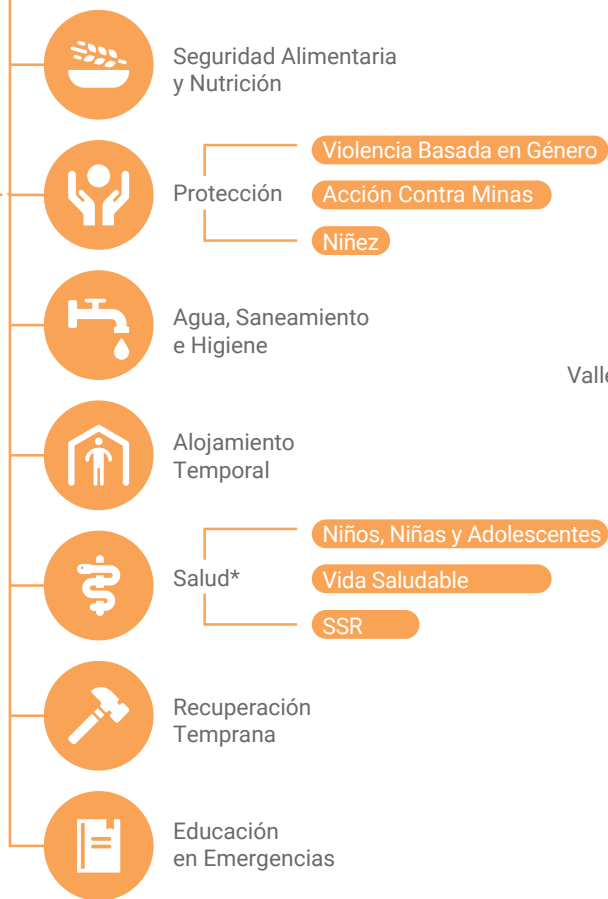 Seguridad Alimentaria
y Nutrición
Protección
Violencia Basada en Género
Acción Contra Minas
Niñez
Agua, Saneamiento
e Higiene
Alojamiento
Temporal
Salud*
Niños, Niñas y Adolescentes
Vida Saludable
SSR
Recuperación
Temprana
Educación
en Emergencias